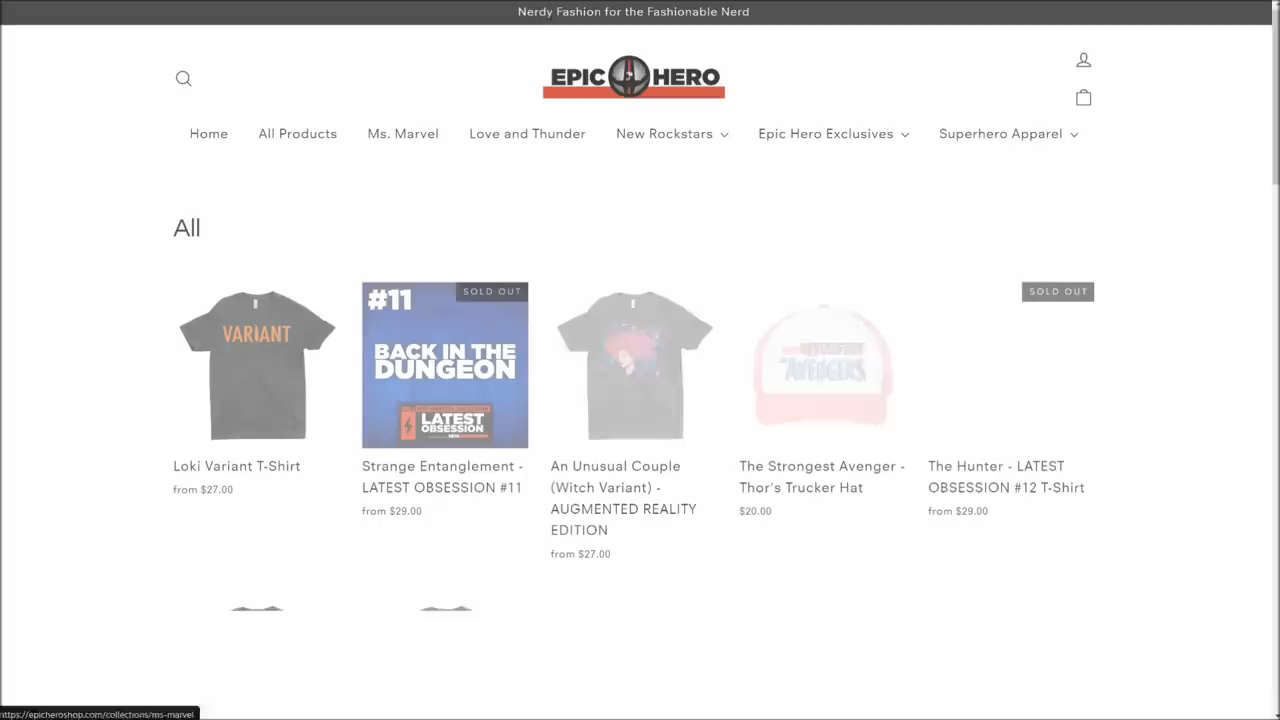 Nerdy Fashion for the Fashionable Nerd
EPIC HERO
Home All Products Ms. Marvel Love and Thunder New Rockstars Epic Hero Exclusives Superhero Apparel
All
VARIANT
#11
SOLD OUT
BACK IN THE
DUNGEON
LATEST
OBSESSION
AVENGERS
SOLD OUT
Loki Variant T-Shirt
from $27.00
Strange Entanglement -
LATEST OBSESSION #11
from $29.00
An Unusual Couple
(Witch Variant) -
AUGMENTED REALITY
EDITION
from $27.00
The Strongest Avenger -
Thor's Trucker Hat
$20.00
The Hunter - LATEST
OBSESSION #12 T-Shirt
from $29.00
https://epicheroshop.com/collections/ms-marvel